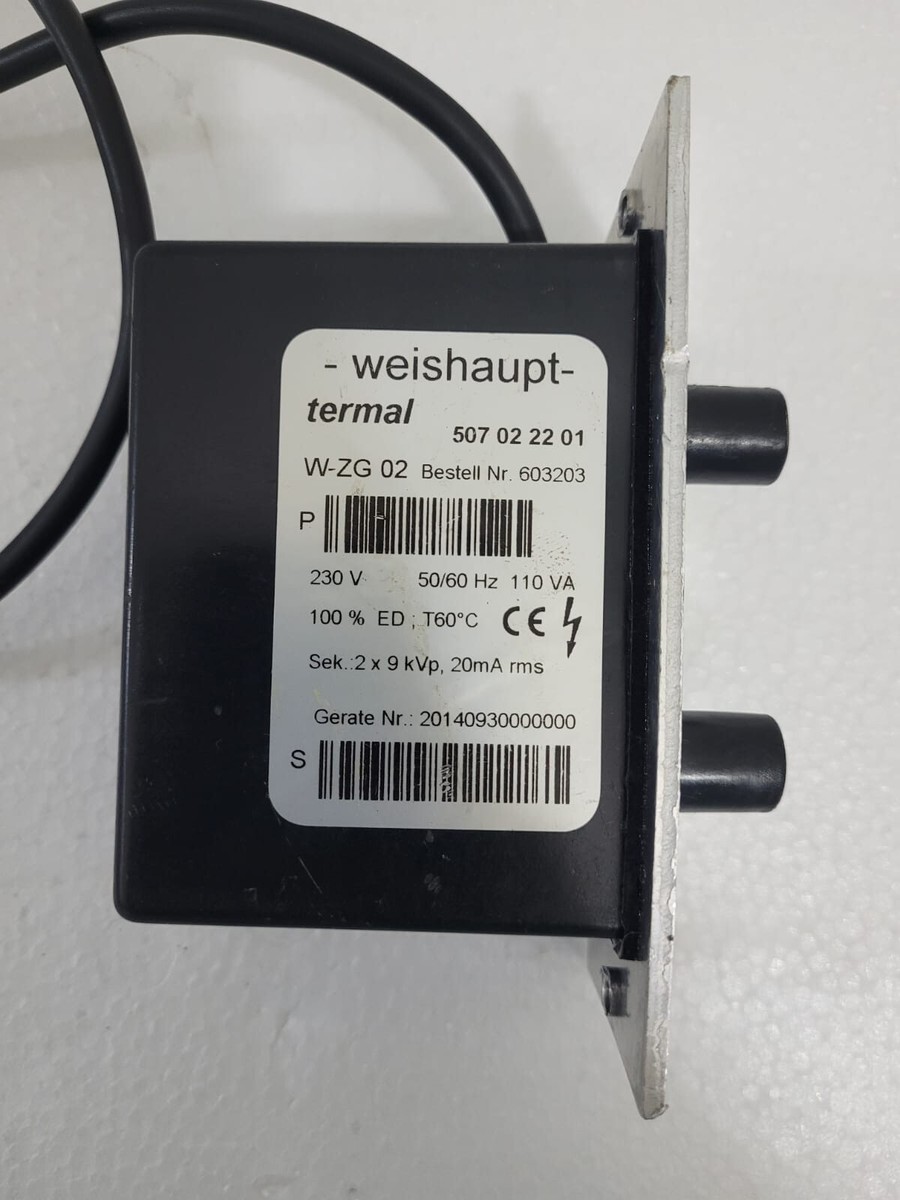 - weishaupt-
termal
507 02 22 01
W-ZG 02 Bestell Nr. 603203
P
230 V 50/60 Hz 110 VA
100 % ED ; T60°C CE
Sek.:2 x 9 kVp, 20mA rms
Gerate Nr.: 20140930000000
S